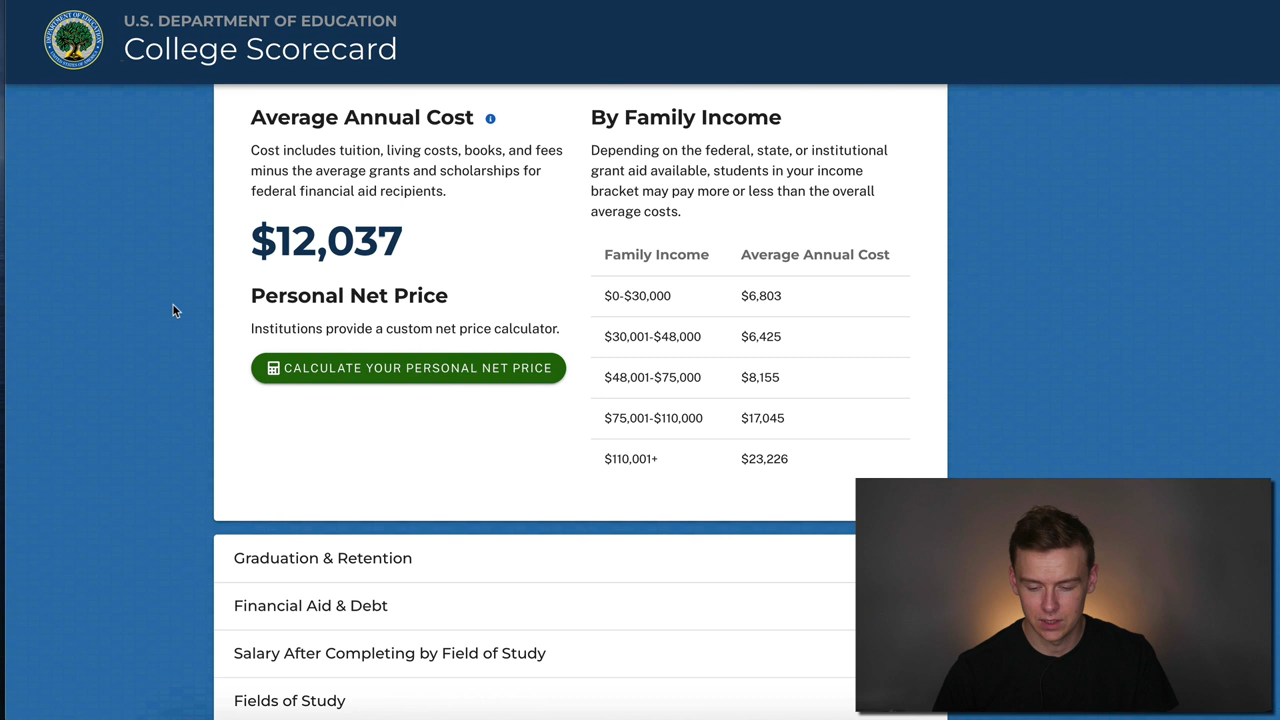 U.S. DEPARTMENT OF EDUCATION
College Scorecard
Average Annual Cost
Cost includes tuition, living costs, books, and fees
minus the average grants and scholarships for
federal financial aid recipients.
$12,037
Personal Net Price
Institutions provide a custom net price calculator.
CALCULATE YOUR PERSONAL NET PRICE
By Family Income
Depending on the federal, state, or institutional
grant aid available, students in your income
bracket may pay more or less than the overall
average costs.
Family Income Average Annual Cost
$0-$30,000 $6,803
$30,001-$48,000 $6,425
$48,001-$75,000 $8,155
$75,001-$110,000 $17,045
$110,001+ $23,226
Graduation & Retention
Financial Aid & Debt
Salary After Completing by Field of Study
Fields of Study